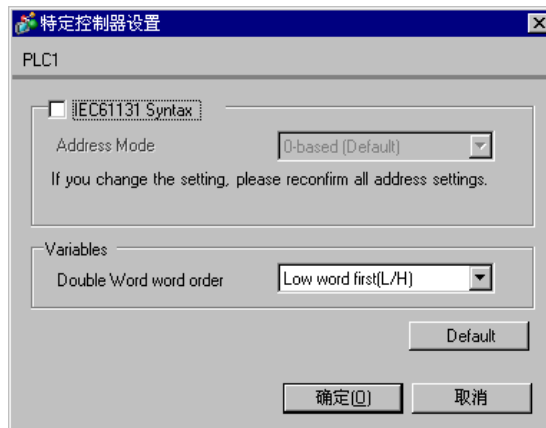 特定控制器设置
PLC1
IEC61131 Syntax
Address Mode
0-based (Default)
If you change the setting, please reconfirm all address settings.
Variables
Double Word word order
Low word first(L/H)
Default
确定(O)
取消